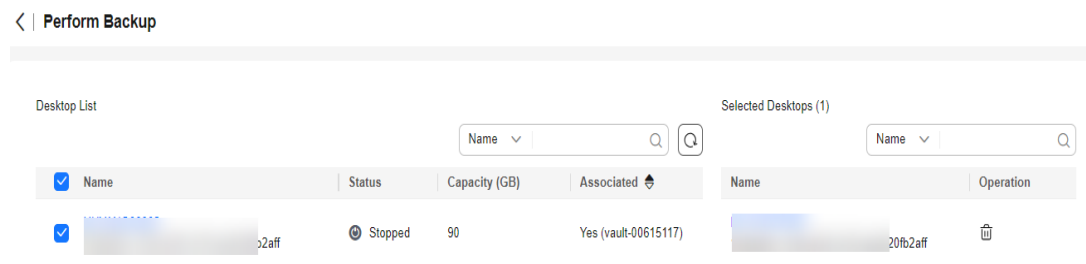 Perform Backup
Desktop List
Selected Desktops (1)
Name
Name
Name Status Capacity (GB) Associated
Name Operation
Stopped 90 Yes (vault-00615117)
b2aff
20fb2aff